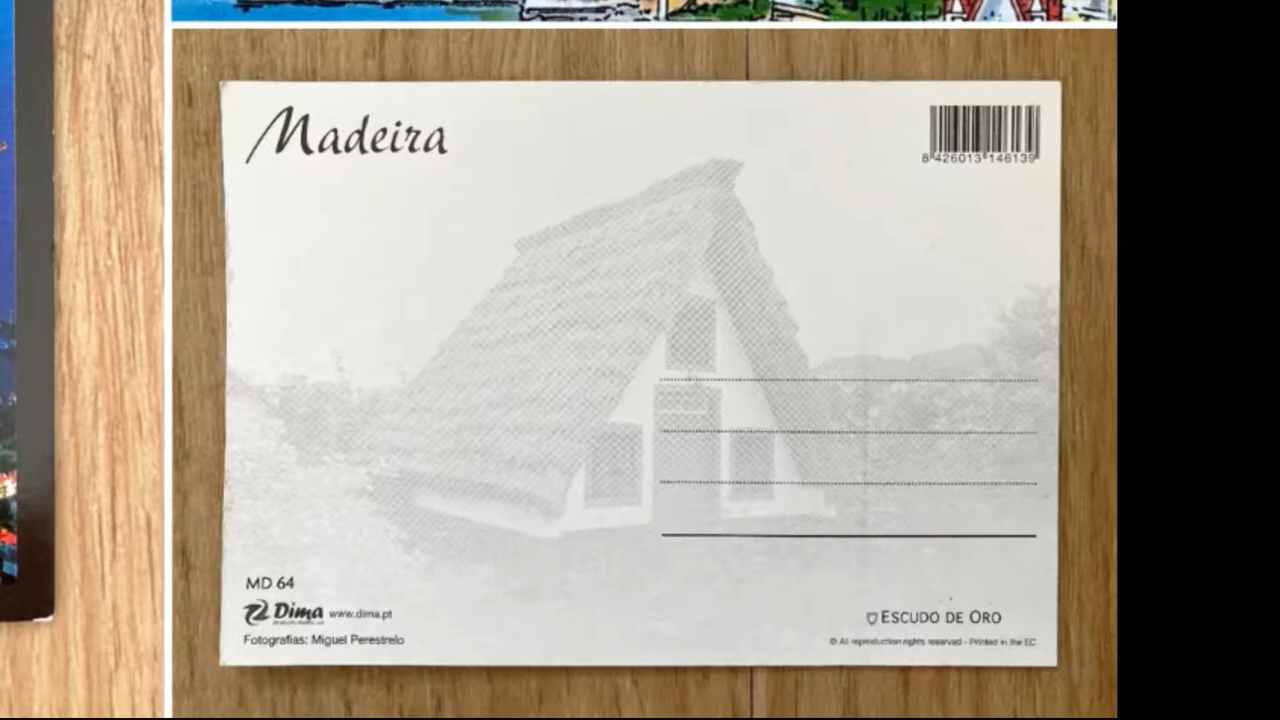 Madeira
8 426013 146139
MD 64
Dima www.dima.pt
Fotografias: Miguel Perestrelo
ESCUDO DE ORO
© All reproduction rights reserved - Printed in the EC